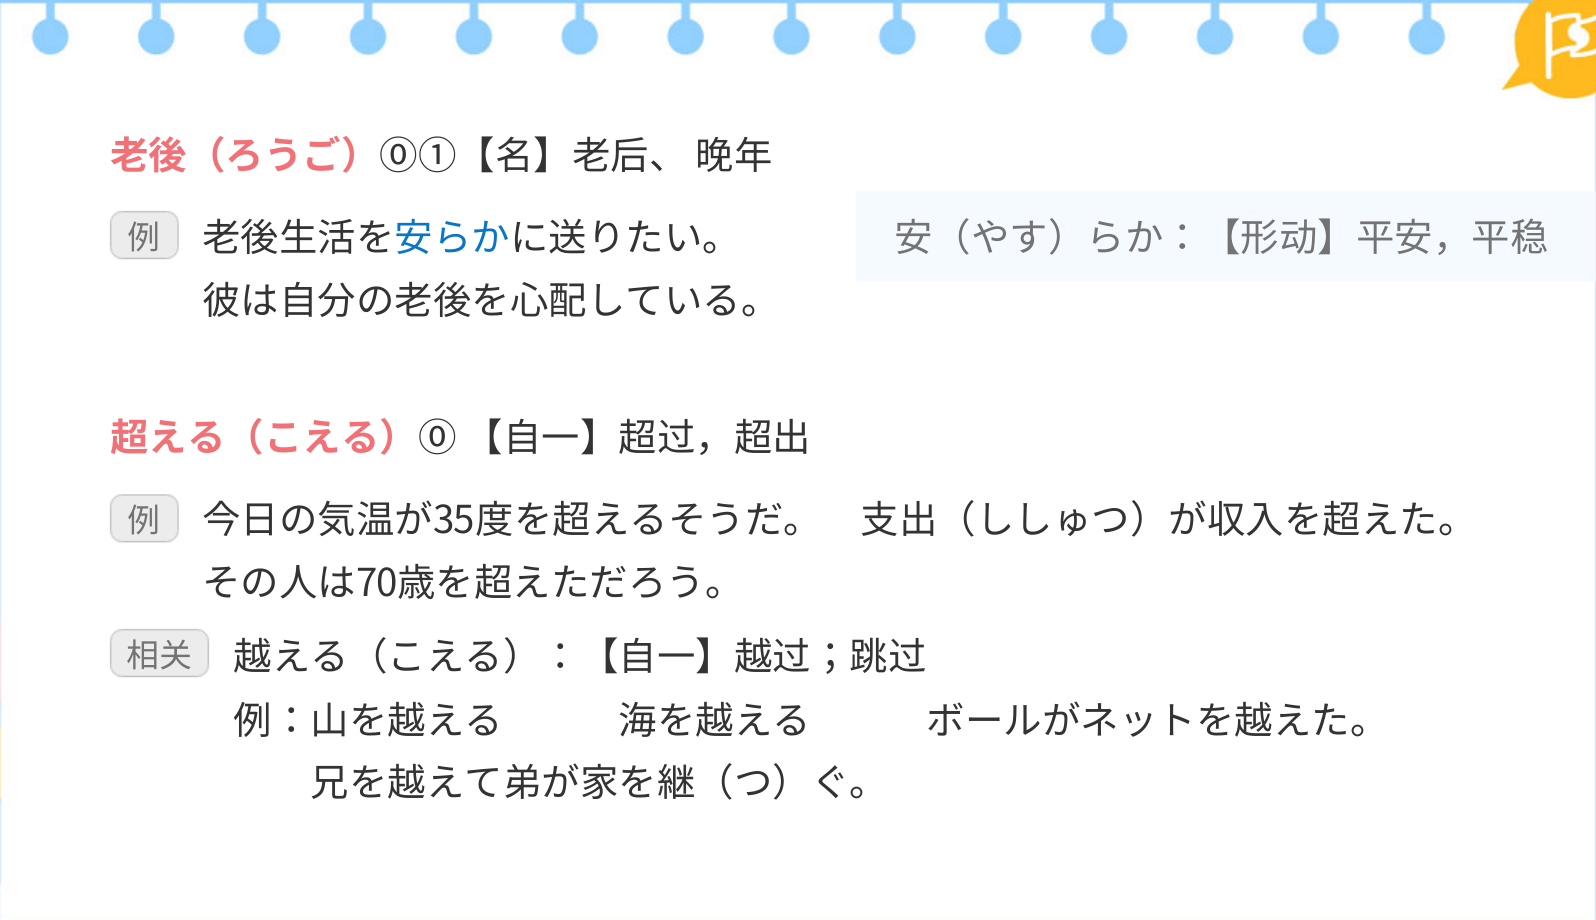 老後（ろうご）⓪①【名】老后、 晚年
例 老後生活を安らかに送りたい。 安（やす）らか：【形动】平安，平稳
彼は自分の老後を心配している。
超える（こえる）⓪ 【自一】超过，超出
例 今日の気温が35度を超えるそうだ。 支出（ししゅつ）が収入を超えた。
その人は70歳を超えただろう。
相关 越える（こえる）：【自一】越过；跳过
例：山を越える 海を越える ボールがネットを越えた。
兄を越えて弟が家を継（つ）ぐ。